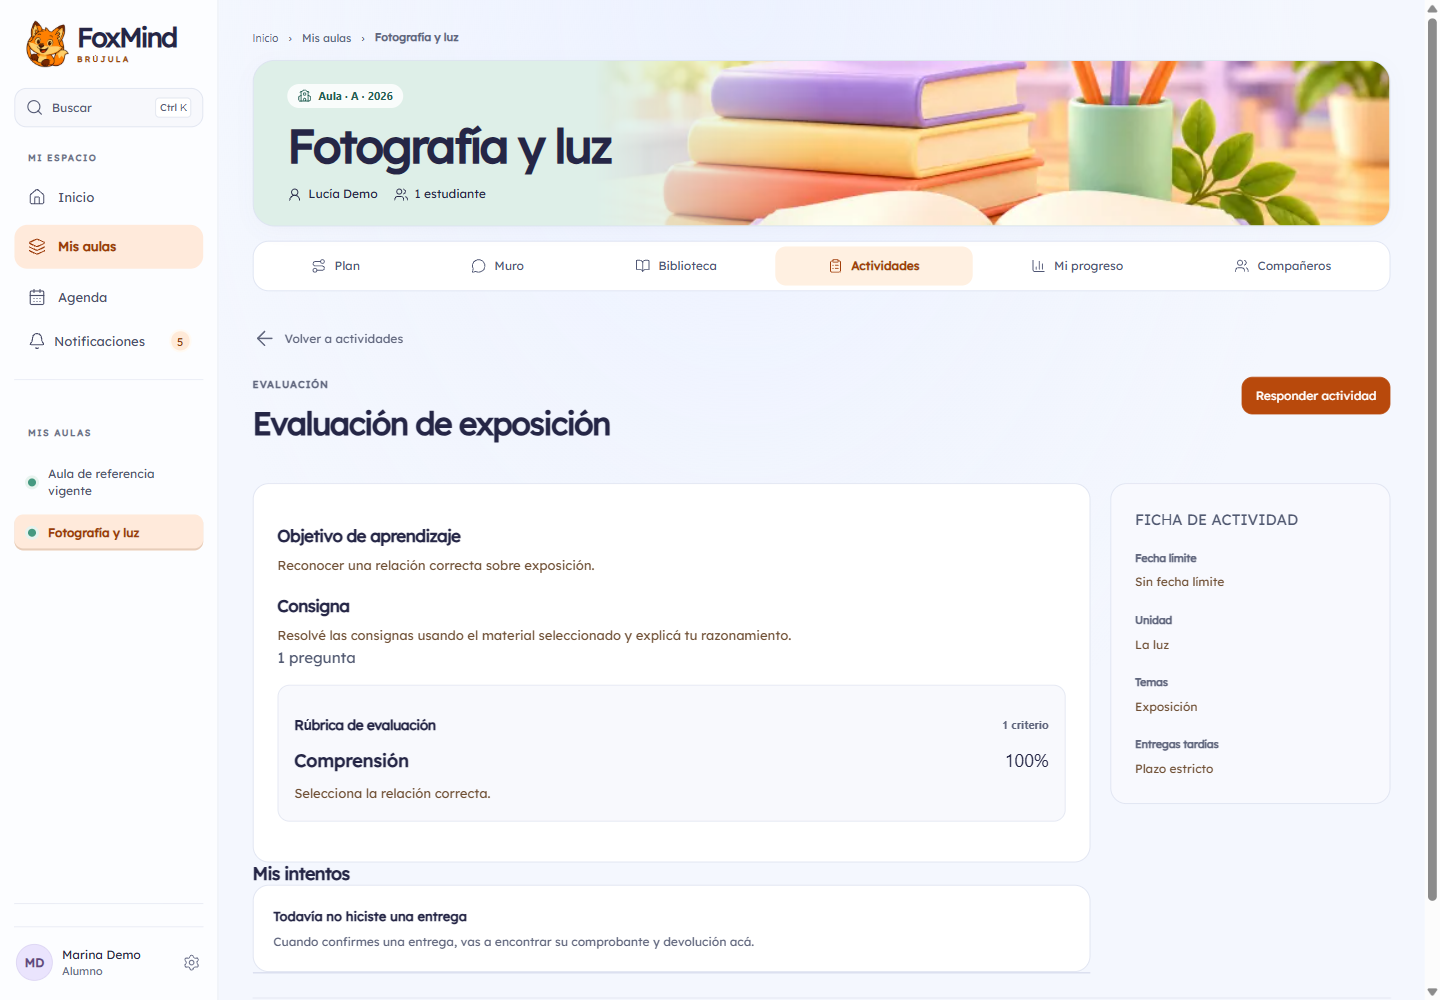 FoxMind
BRÚJULA
Buscar
Ctrl K
MI ESPACIO
Inicio
Mis aulas
Agenda
Notificaciones
5
MIS AULAS
Aula de referencia
vigente
Fotografía y luz
MD
Marina Demo
Alumno
Inicio › Mis aulas › Fotografía y luz
Aula · A · 2026
Fotografía y luz
Lucía Demo
1 estudiante
Plan
Muro
Biblioteca
Actividades
Mi progreso
Compañeros
Volver a actividades
EVALUACIÓN
Evaluación de exposición
Responder actividad
Objetivo de aprendizaje
Reconocer una relación correcta sobre exposición.
Consigna
Resolvé las consignas usando el material seleccionado y explicá tu razonamiento.
1 pregunta
Rúbrica de evaluación
1 criterio
Comprensión
100%
Selecciona la relación correcta.
Mis intentos
Todavía no hiciste una entrega
Cuando confirmes una entrega, vas a encontrar su comprobante y devolución acá.
FICHA DE ACTIVIDAD
Fecha límite
Sin fecha límite
Unidad
La luz
Temas
Exposición
Entregas tardías
Plazo estricto